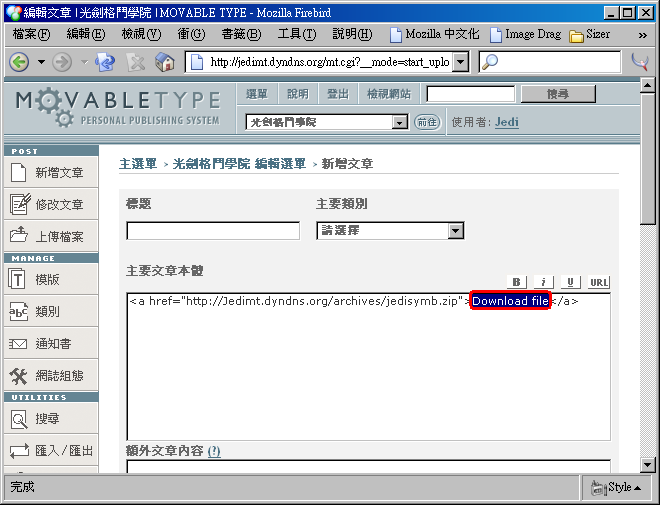 編輯文章 |光劍格鬥學院 |MOVABLE TYPE - Mozilla Firebird
檔案(F) 編輯(E) 檢視(V) 衝(G) 書籤(B) 工具(T) 說明(H) Mozilla 中文化 Image Drag Sizer »
http://jedimt.dyndns.org/mt.cgi?__mode=start_uplo
MOVABLETYPE
PERSONAL PUBLISHING SYSTEM
選單 說明 登出 檢視網站 搜尋
光劍格鬥學院 前往 使用者: Jedi
POST
新增文章
修改文章
上傳檔案
MANAGE
模版
類別
通知書
網誌組態
UTILITIES
搜尋
匯入/匯出
主選單 > 光劍格鬥學院 編輯選單 > 新增文章
標題 主要類別
請選擇
主要文章本體
B i U URL
<a href="http://Jedimt.dyndns.org/archives/jedisymb.zip">Download file</a>
額外文章內容 (?)
完成 Style